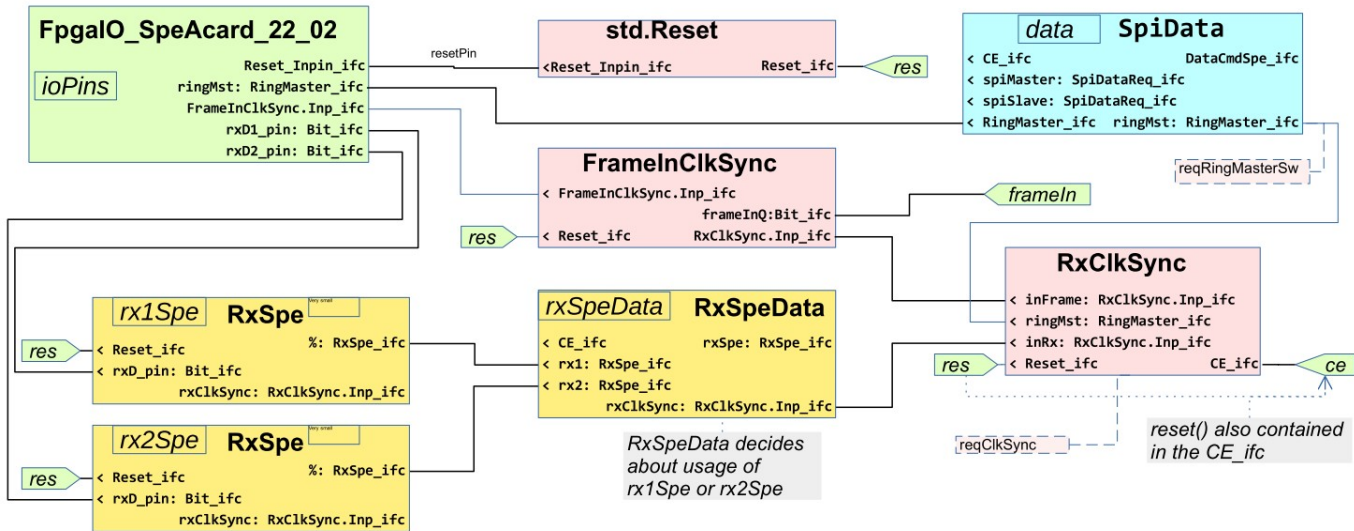 FpgaIO_SpeAcard_22_02
ioPins
Reset_Inpin_ifc
ringMst: RingMaster_ifc
FrameInClkSync.Inp_ifc
rxD1_pin: Bit_ifc
rxD2_pin: Bit_ifc
resetPin
std.Reset
<Reset_Inpin_ifc Reset_ifc
res
data SpiData
< CE_ifc DataCmdSpe_ifc
< spiMaster: SpiDataReq_ifc
< spiSlave: SpiDataReq_ifc
< RingMaster_ifc ringMst: RingMaster_ifc
reqRingMasterSw
FrameInClkSync
< FrameInClkSync.Inp_ifc
frameInQ:Bit_ifc
< Reset_ifc RxClkSync.Inp_ifc
res
frameIn
RxClkSync
< inFrame: RxClkSync.Inp_ifc
< ringMst: RingMaster_ifc
< inRx: RxClkSync.Inp_ifc
< Reset_ifc CE_ifc
res
ce
reqClkSync
reset() also contained
in the CE_ifc
rx1Spe RxSpe
Very small
%: RxSpe_ifc
< Reset_ifc
< rxD_pin: Bit_ifc
rxClkSync: RxClkSync.Inp_ifc
res
rxSpeData RxSpeData
< CE_ifc rxSpe: RxSpe_ifc
< rx1: RxSpe_ifc
< rx2: RxSpe_ifc
rxClkSync: RxClkSync.Inp_ifc
RxSpeData decides
about usage of
rx1Spe or rx2Spe
rx2Spe RxSpe
Very small
%: RxSpe_ifc
< Reset_ifc
< rxD_pin: Bit_ifc
rxClkSync: RxClkSync.Inp_ifc
res